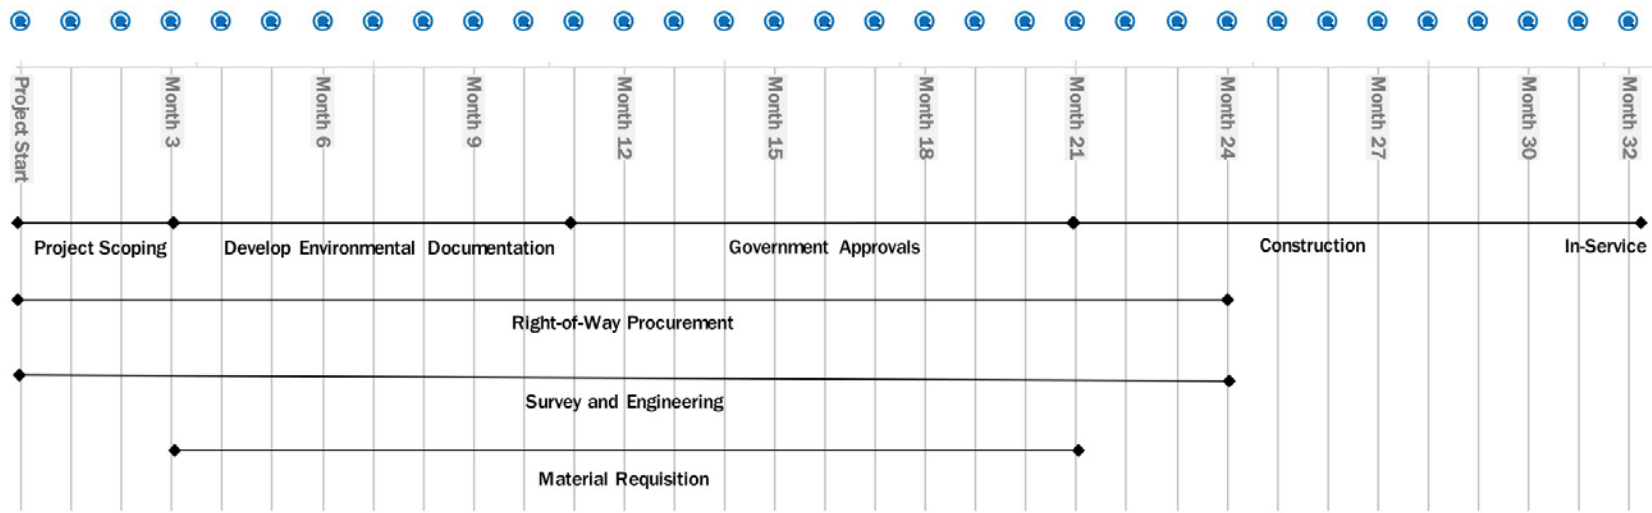 Project Start
Month 3
Month 6
Month 9
Month 12
Month 15
Month 18
Month 21
Month 24
Month 27
Month 30
Month 32
Project Scoping
Develop Environmental Documentation
Government Approvals
Construction
In-Service
Right-of-Way Procurement
Survey and Engineering
Material Requisition